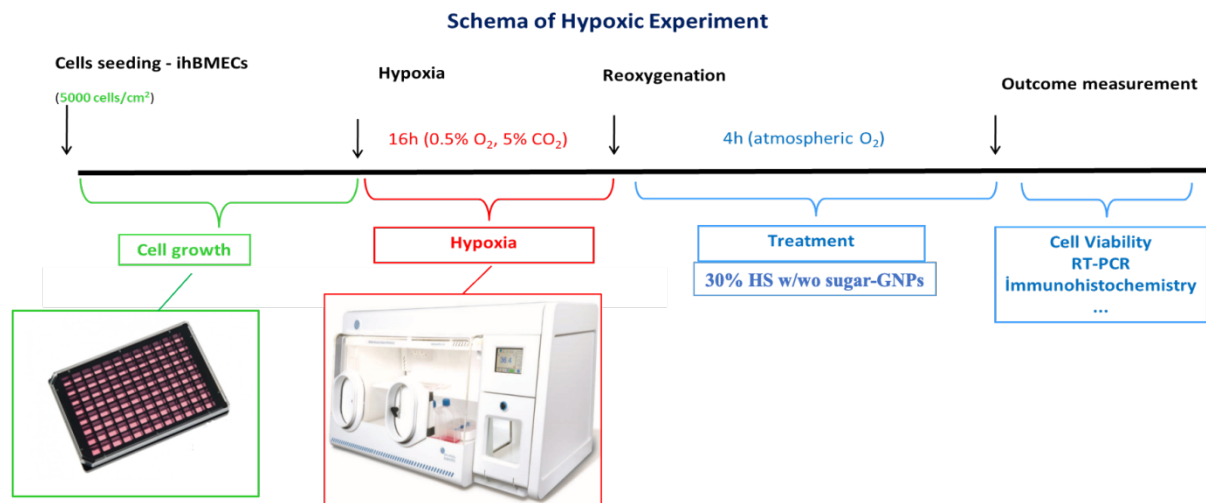 Schema of Hypoxic Experiment
Cells seeding - ihBMECs
(5000 cells/cm²)
Hypoxia
16h (0.5% O₂, 5% CO₂)
Reoxygenation
4h (atmospheric O₂)
Outcome measurement
Cell growth
Hypoxia
Treatment
30% HS w/wo sugar-GNPs
Cell Viability
RT-PCR
İmmunohistochemistry
...